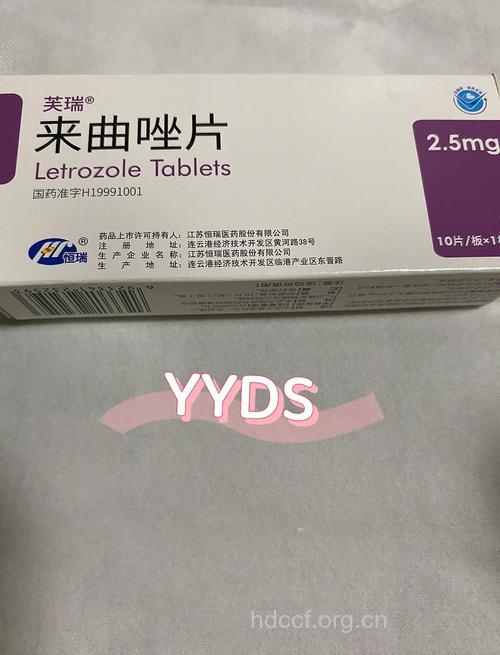 芙瑞®
来曲唑片
Letrozole Tablets
国药准字H19991001
2.5mg
10片/板×1
恒瑞®
药品上市许可持有人：江苏恒瑞医药股份有限公司
注册地址：连云港经济技术开发区黄河路38号
生产企业名称：江苏恒瑞医药股份有限公司
生产地址：连云港经济技术开发区临港产业区东晋路
YYDS
hdccf.org.cn